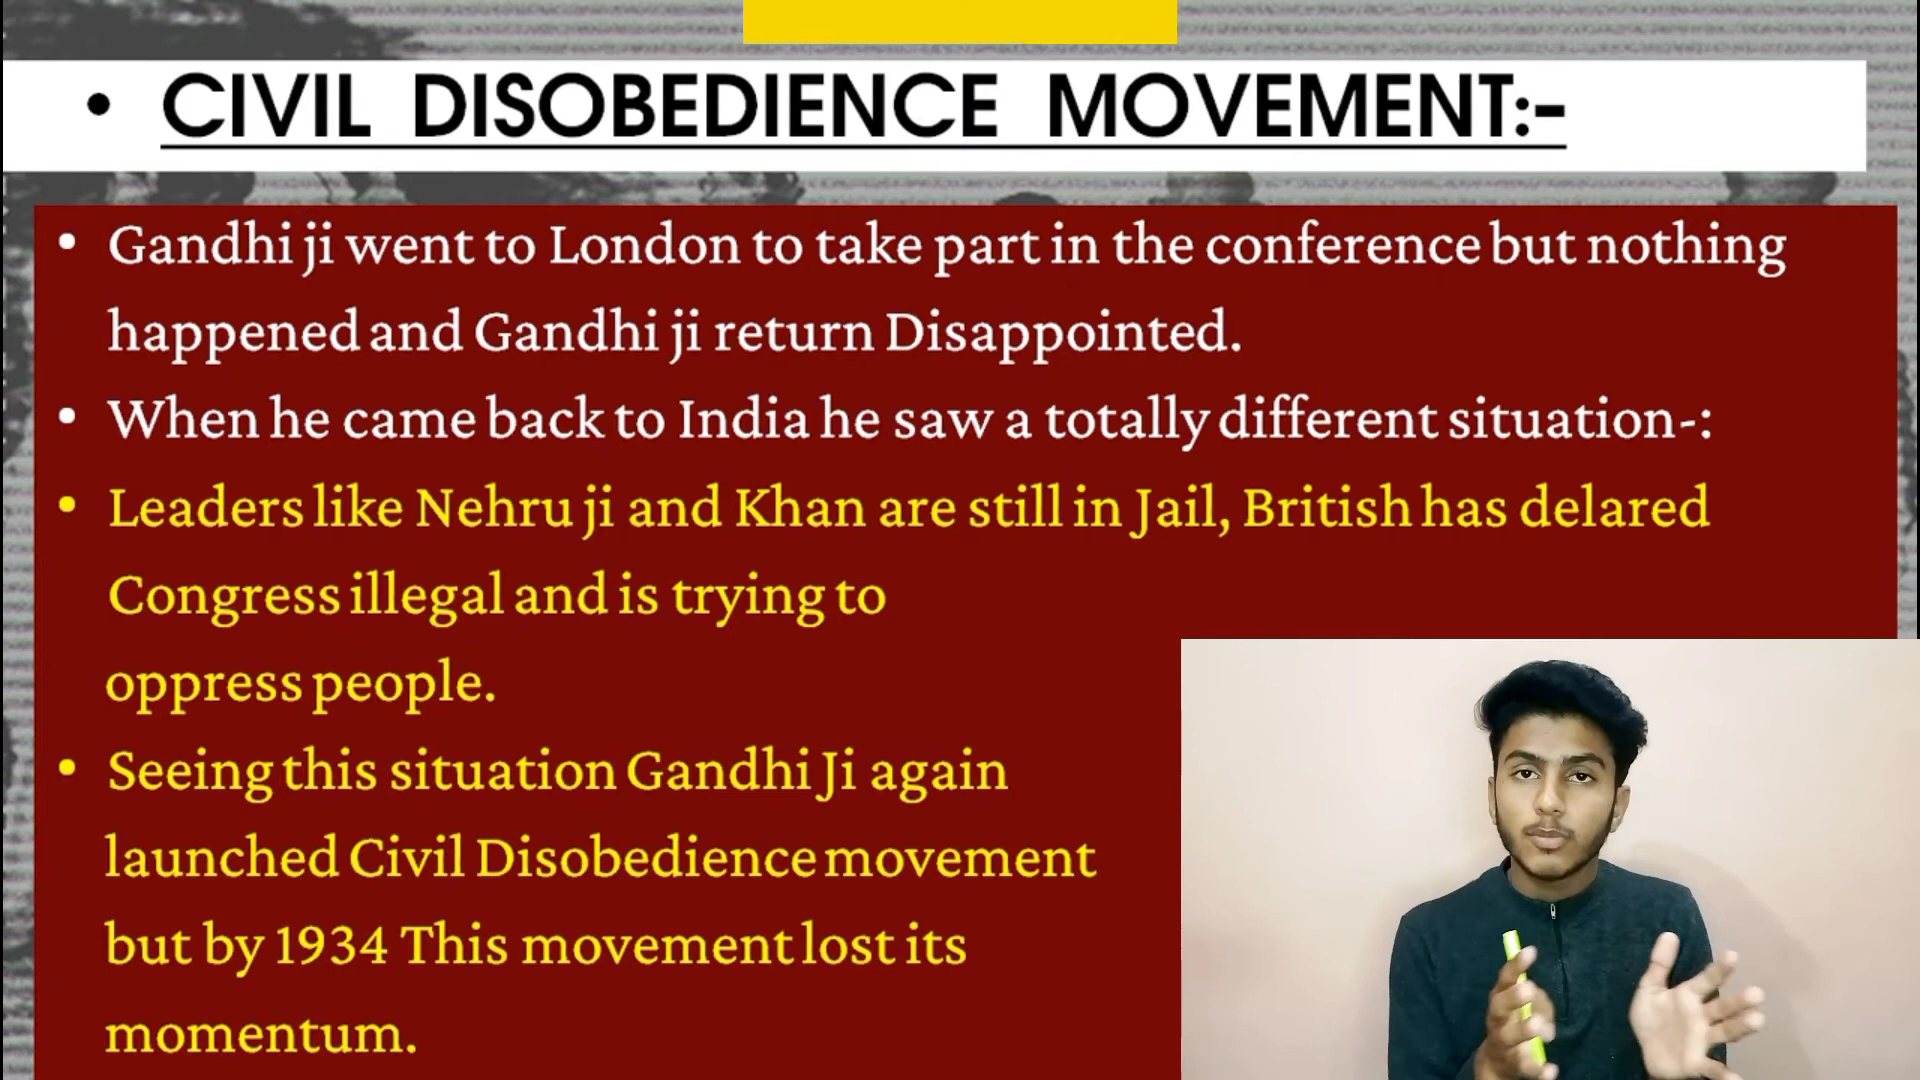 • CIVIL DISOBEDIENCE MOVEMENT:-
• Gandhi ji went to London to take part in the conference but nothing
happened and Gandhi ji return Disappointed.
• When he came back to India he saw a totally different situation-:
• Leaders like Nehru ji and Khan are still in Jail, British has delared
Congress illegal and is trying to
oppress people.
• Seeing this situation Gandhi Ji again
launched Civil Disobedience movement
but by 1934 This movement lost its
momentum.